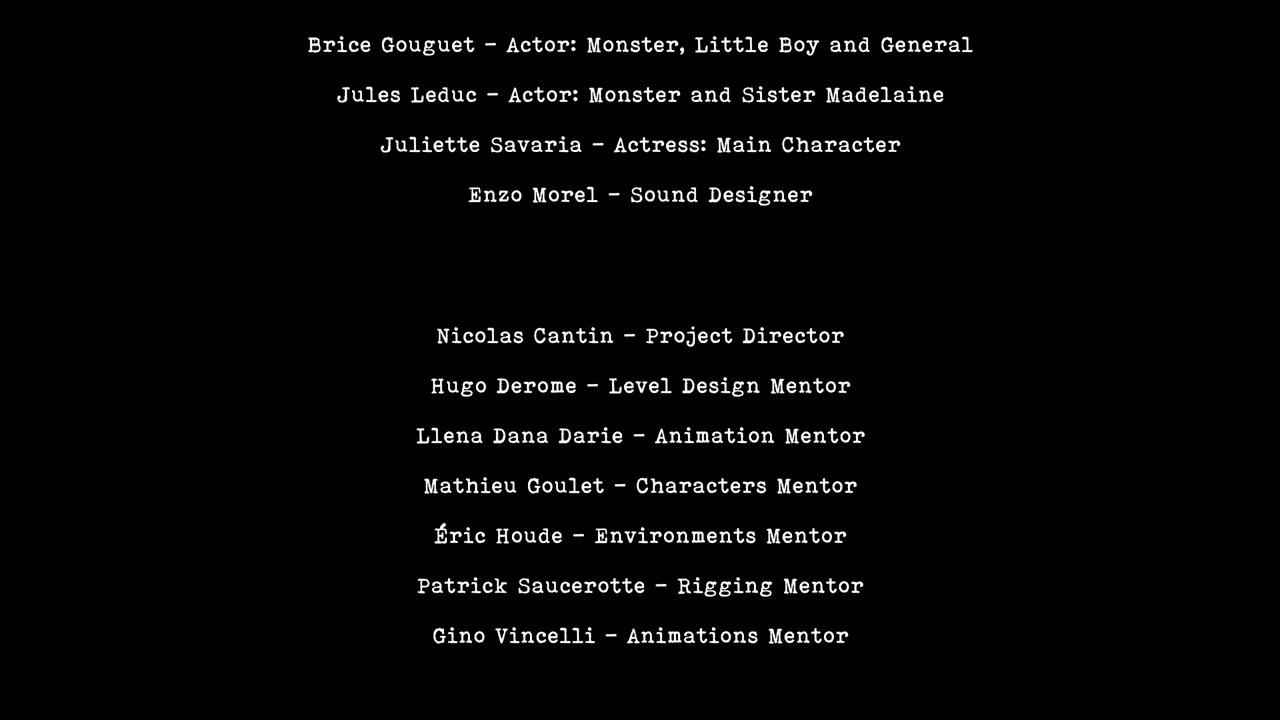 Brice Gouguet – Actor: Monster, Little Boy and General
Jules Leduc – Actor: Monster and Sister Madelaine
Juliette Savaria – Actress: Main Character
Enzo Morel – Sound Designer
Nicolas Cantin – Project Director
Hugo Derome – Level Design Mentor
Llena Dana Darie – Animation Mentor
Mathieu Goulet – Characters Mentor
Éric Houde – Environments Mentor
Patrick Saucerotte – Rigging Mentor
Gino Vincelli – Animations Mentor